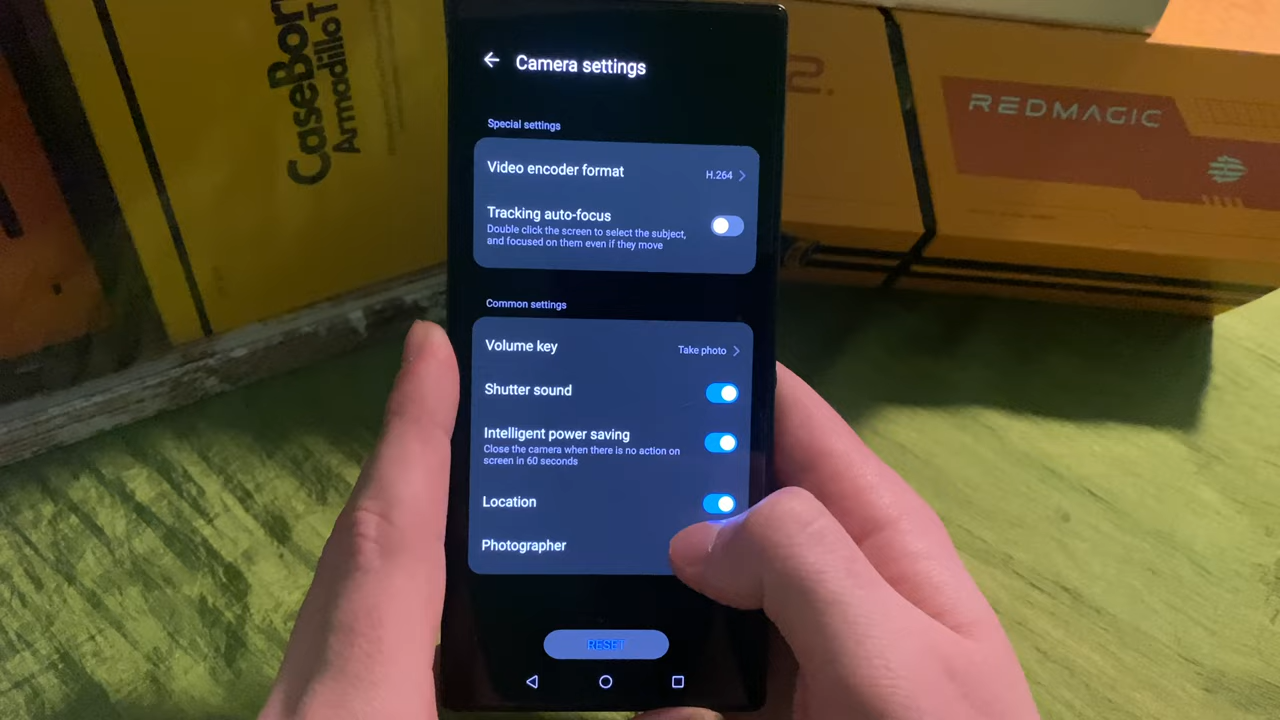 CaseBor
ArmadilloT
2.
REDMAGIC
Camera settings
Special settings
Video encoder format
H.264
Tracking auto-focus
Double click the screen to select the subject,
and focused on them even if they move
Common settings
Volume key
Take photo
Shutter sound
Intelligent power saving
Close the camera when there is no action on
screen in 60 seconds
Location
Photographer
RESET